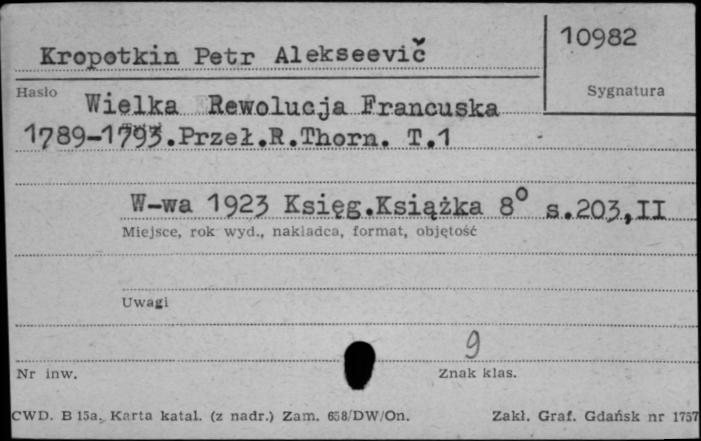 10982
Kropotkin Petr Alekseevič
Sygnatura
Hasło
Wielka Rewolucja Francuska
1789-1793.Przeł.R.Thorn. T.1
W-wa 1923 Księg.Książka 8° s.203,II
Miejsce, rok wyd., nakładca, format, objętość
Uwagi
9
Nr inw.
Znak klas.
CWD. B 15a. Karta katal. (z nadr.) Zam. 658/DW/On.
Zakł. Graf. Gdańsk nr 1757